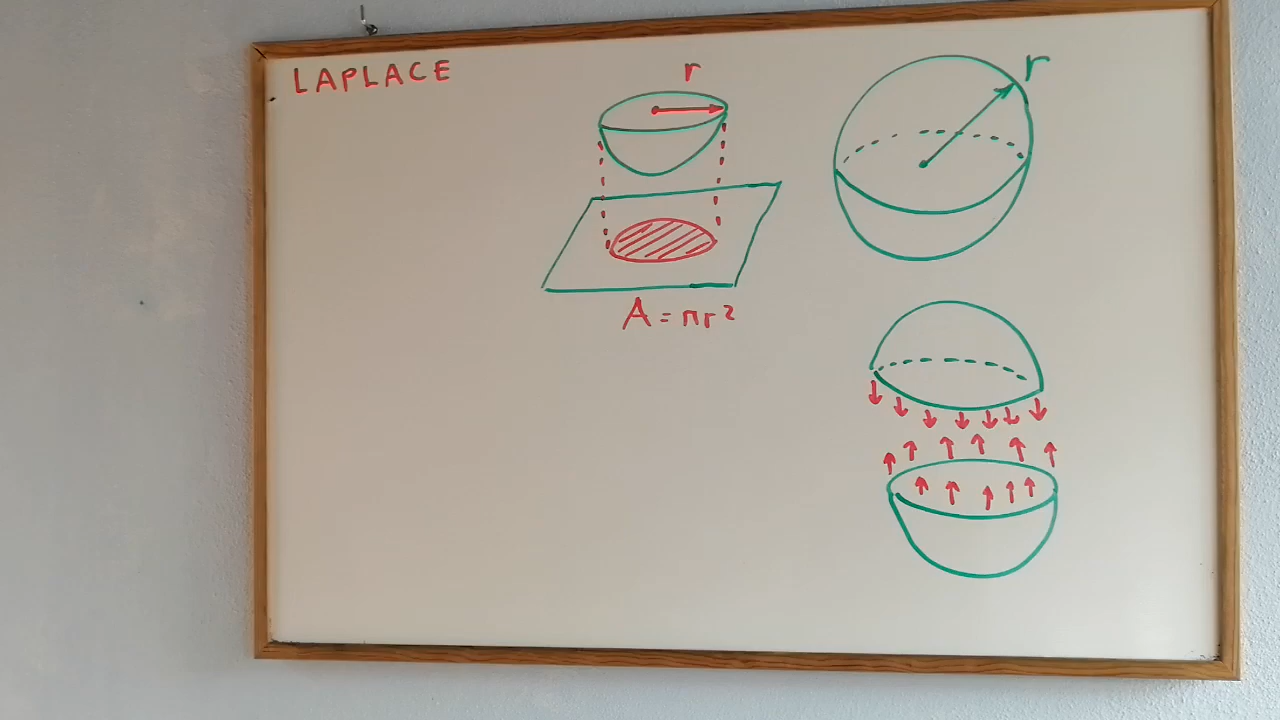 LAPLACE
r
r
A = πr²